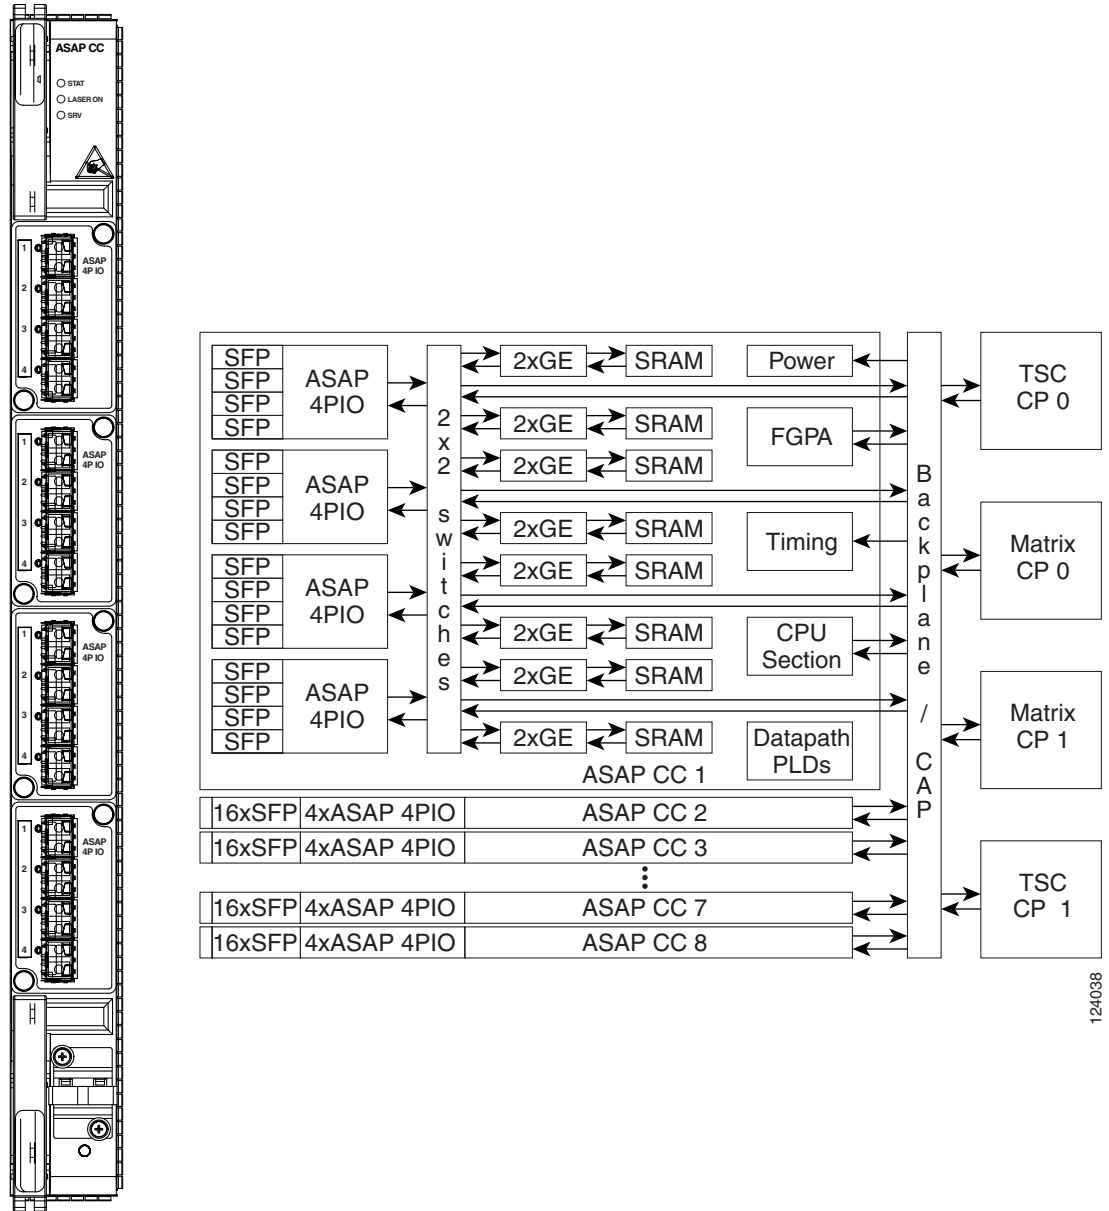 ASAP CC
STAT
LASER ON
SRV
1
2
3
4
ASAP
4P IO
1
2
3
4
ASAP
4P IO
1
2
3
4
ASAP
4P IO
1
2
3
4
ASAP
4P IO
SFP
SFP
SFP
SFP
ASAP
4PIO
SFP
SFP
SFP
SFP
ASAP
4PIO
SFP
SFP
SFP
SFP
ASAP
4PIO
SFP
SFP
SFP
SFP
ASAP
4PIO
2x2 switches
2xGE SRAM
2xGE SRAM
2xGE SRAM
2xGE SRAM
2xGE SRAM
2xGE SRAM
2xGE SRAM
2xGE SRAM
Power
FGPA
Timing
CPU
Section
Datapath
PLDs
ASAP CC 1
16xSFP 4xASAP 4PIO ASAP CC 2
16xSFP 4xASAP 4PIO ASAP CC 3
16xSFP 4xASAP 4PIO ASAP CC 7
16xSFP 4xASAP 4PIO ASAP CC 8
Backplane / CAP
TSC
CP 0
Matrix
CP 0
Matrix
CP 1
TSC
CP 1
124038